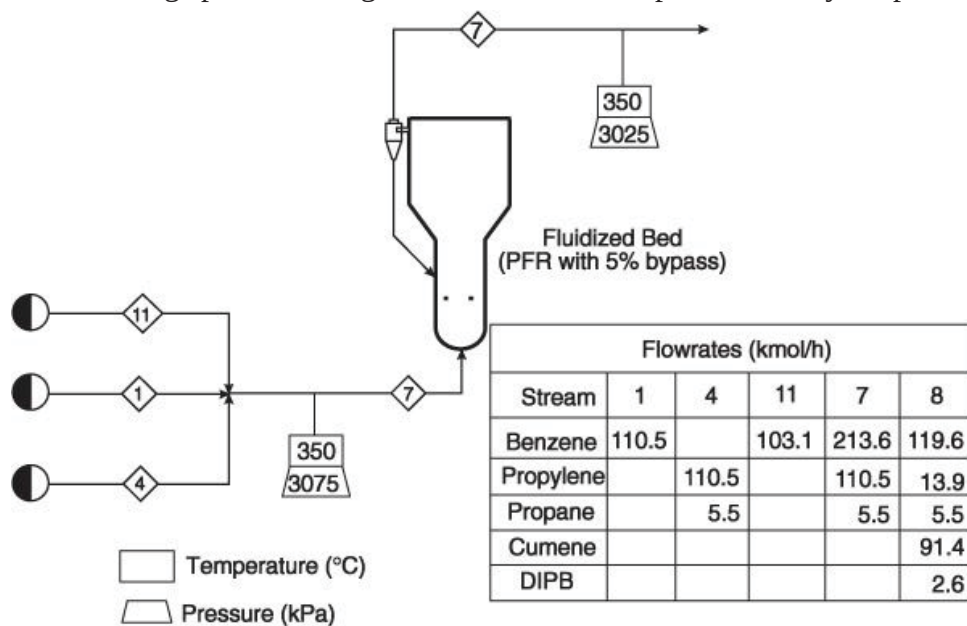 7
350
3025
Fluidized Bed
(PFR with 5% bypass)
11
1
7
4
350
3075
Temperature (°C)
Pressure (kPa)
Flowrates (kmol/h)
Stream 1 4 11 7 8
Benzene 110.5 103.1 213.6 119.6
Propylene 110.5 110.5 13.9
Propane 5.5 5.5 5.5
Cumene 91.4
DIPB 2.6